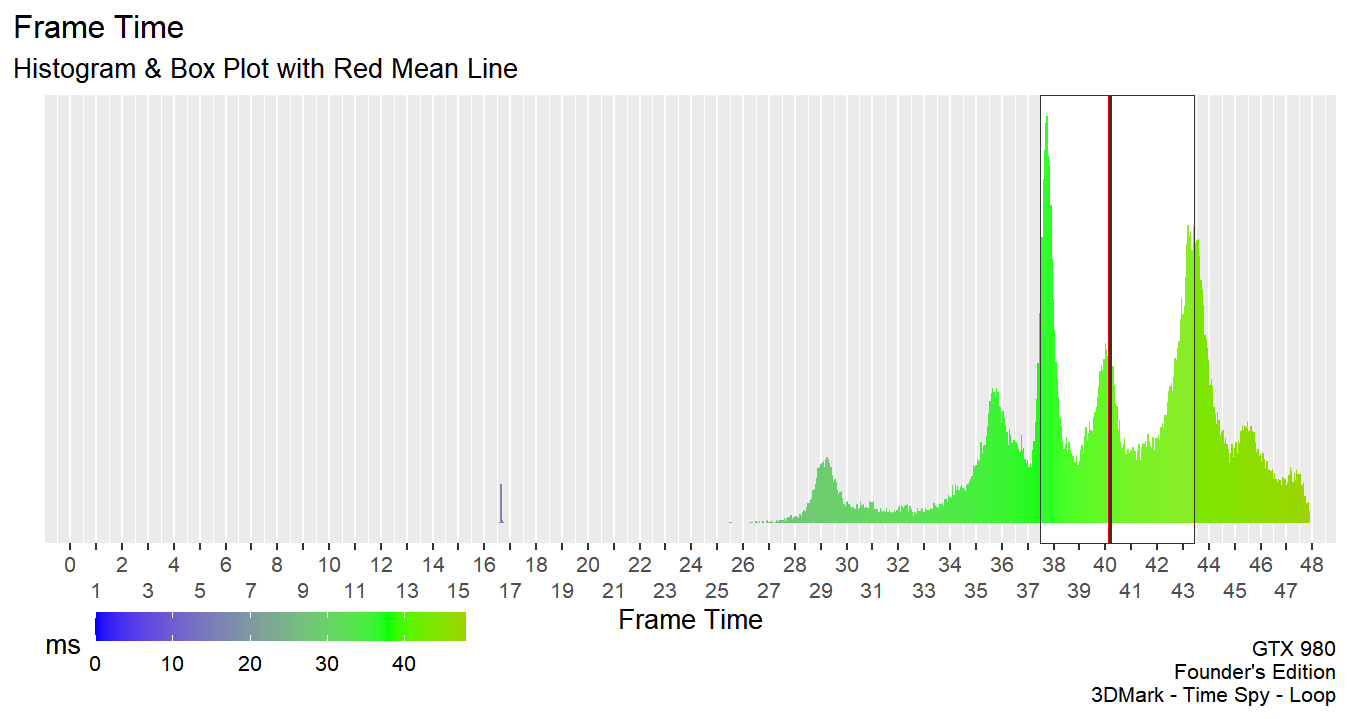 Frame Time
Histogram & Box Plot with Red Mean Line
0 2 4 6 8 10 12 14 16 18 20 22 24 26 28 30 32 34 36 38 40 42 44 46 48
1 3 5 7 9 11 13 15 17 19 21 23 25 27 29 31 33 35 37 39 41 43 45 47
Frame Time
ms
0 10 20 30 40
GTX 980
Founder's Edition
3DMark - Time Spy - Loop